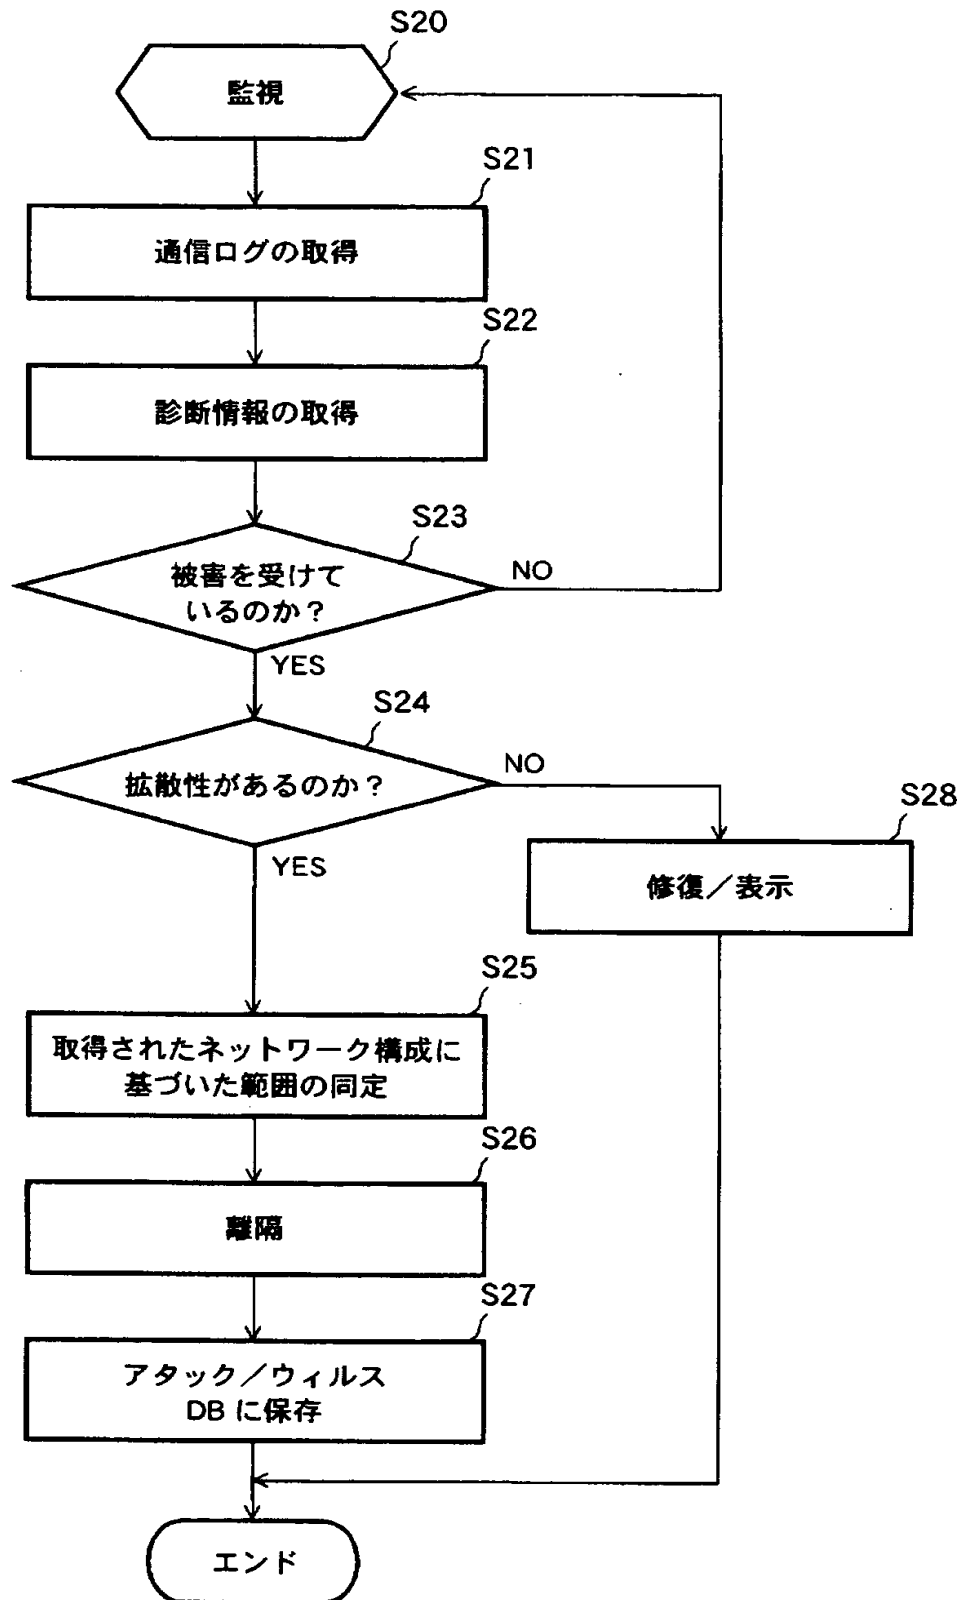 S20
監視
S21
通信ログの取得
S22
診断情報の取得
S23
被害を受けて
いるのか？
NO
YES
S24
拡散性があるのか？
NO
YES
S28
修復／表示
S25
取得されたネットワーク構成に
基づいた範囲の同定
S26
離隔
S27
アタック／ウィルス
DB に保存
エンド